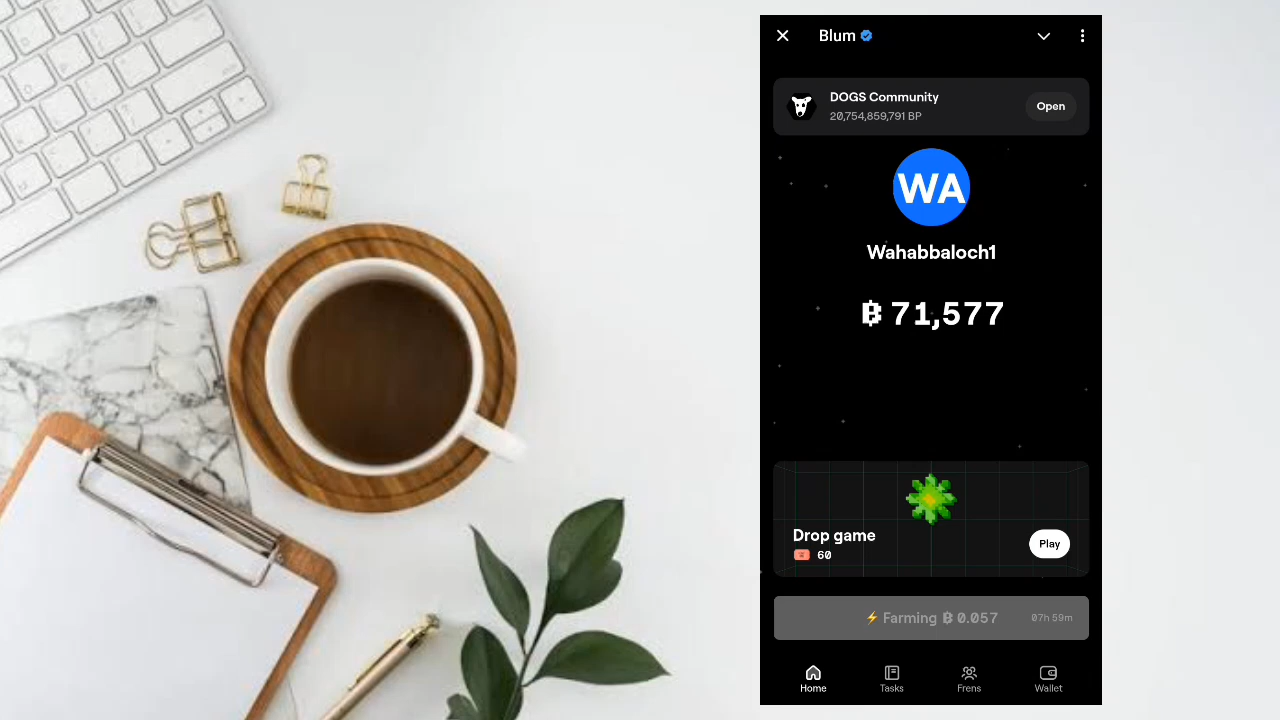 Blum
DOGS Community
20,754,859,791 BP
Open
WA
Wahabbaloch1
฿ 71,577
Drop game
60
Play
Farming ฿ 0.057
07h 59m
Home
Tasks
Frens
Wallet